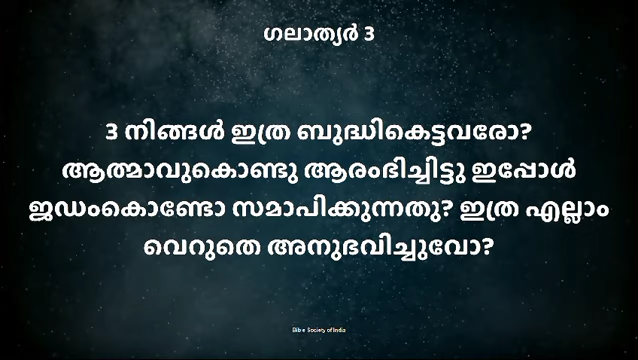 ഗലാത്യർ 3
3 നിങ്ങൾ ഇത്ര ബുദ്ധികെട്ടവരോ?
ആത്മാവുകൊണ്ടു ആരംഭിച്ചിട്ടു ഇപ്പോൾ
ജഡംകൊണ്ടോ സമാപിക്കുന്നതു? ഇത്ര എല്ലാം
വെറുതെ അനുഭവിച്ചുവോ?
Bible Society of India